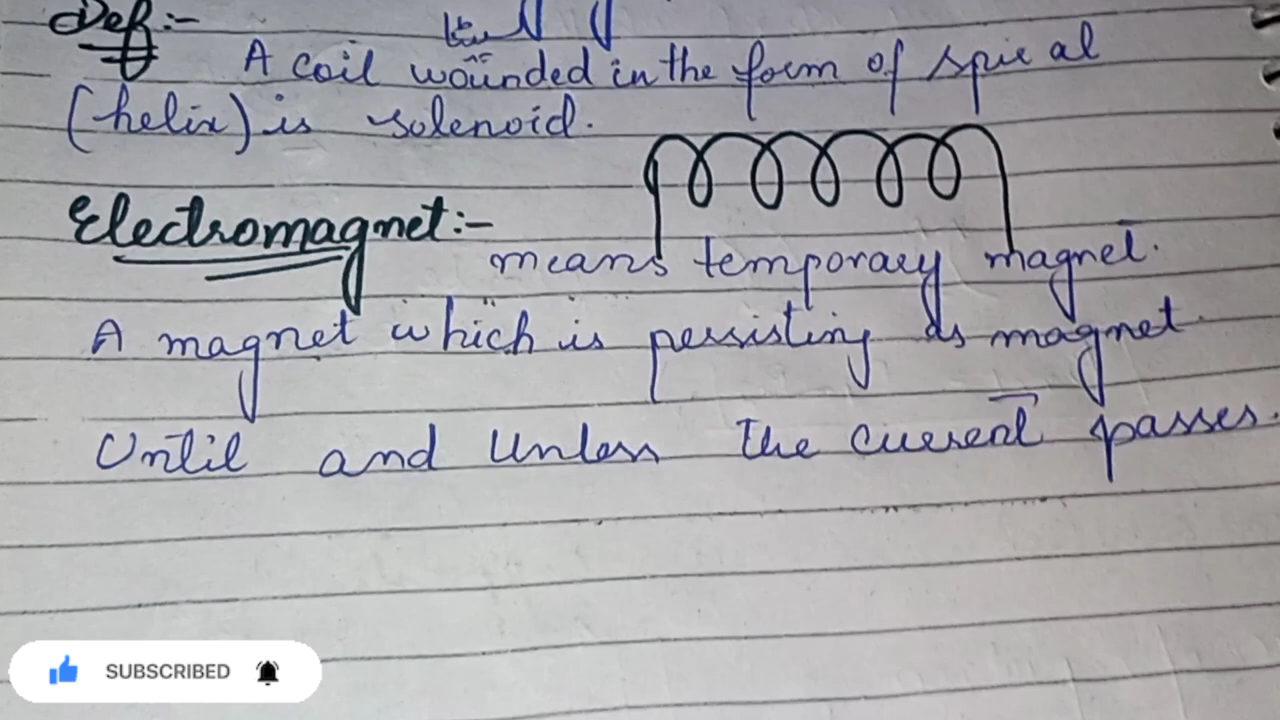 Def:-
A coil wounded in the form of spiral
(helix) is solenoid.
Electromagnet:-
means temporary magnet.
A magnet which is persisting as magnet
Until and Unless the current passes.
SUBSCRIBED